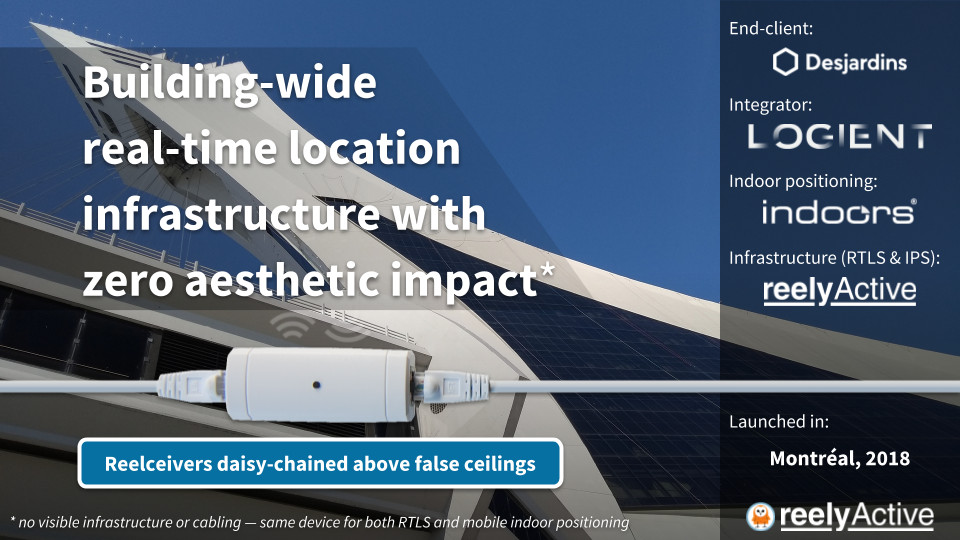 Building-wide
real-time location
infrastructure with
zero aesthetic impact*
Reelceivers daisy-chained above false ceilings
* no visible infrastructure or cabling — same device for both RTLS and mobile indoor positioning
End-client:
Desjardins
Integrator:
LOGIENT
Indoor positioning:
indoors®
Infrastructure (RTLS & IPS):
reelyActive
Launched in:
Montréal, 2018
reelyActive